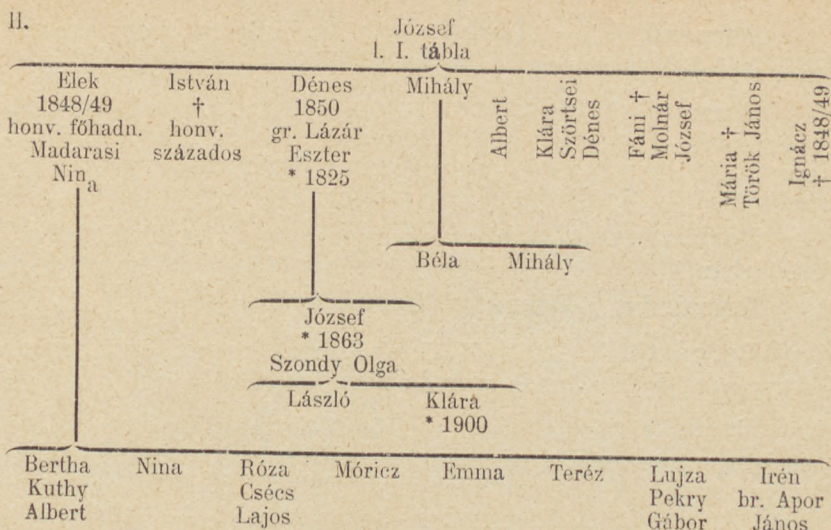 II.
József
l. I. tábla
Elek
1848/49
honv. főhadn.
Madarasi
Nina
István
†
honv.
százados
Dénes
1850
gr. Lázár
Eszter
* 1825
Mihály
Albert
Klára
Szörtsei
Dénes
Fáni †
Molnár
József
Mária †
Török János
Ignácz
† 1848/49
Béla
Mihály
József
* 1863
Szondy Olga
László
Klára
* 1900
Bertha
Kuthy
Albert
Nina
Róza
Csécs
Lajos
Móricz
Emma
Teréz
Lujza
Pekry
Gábor
Irén
br. Apor
János